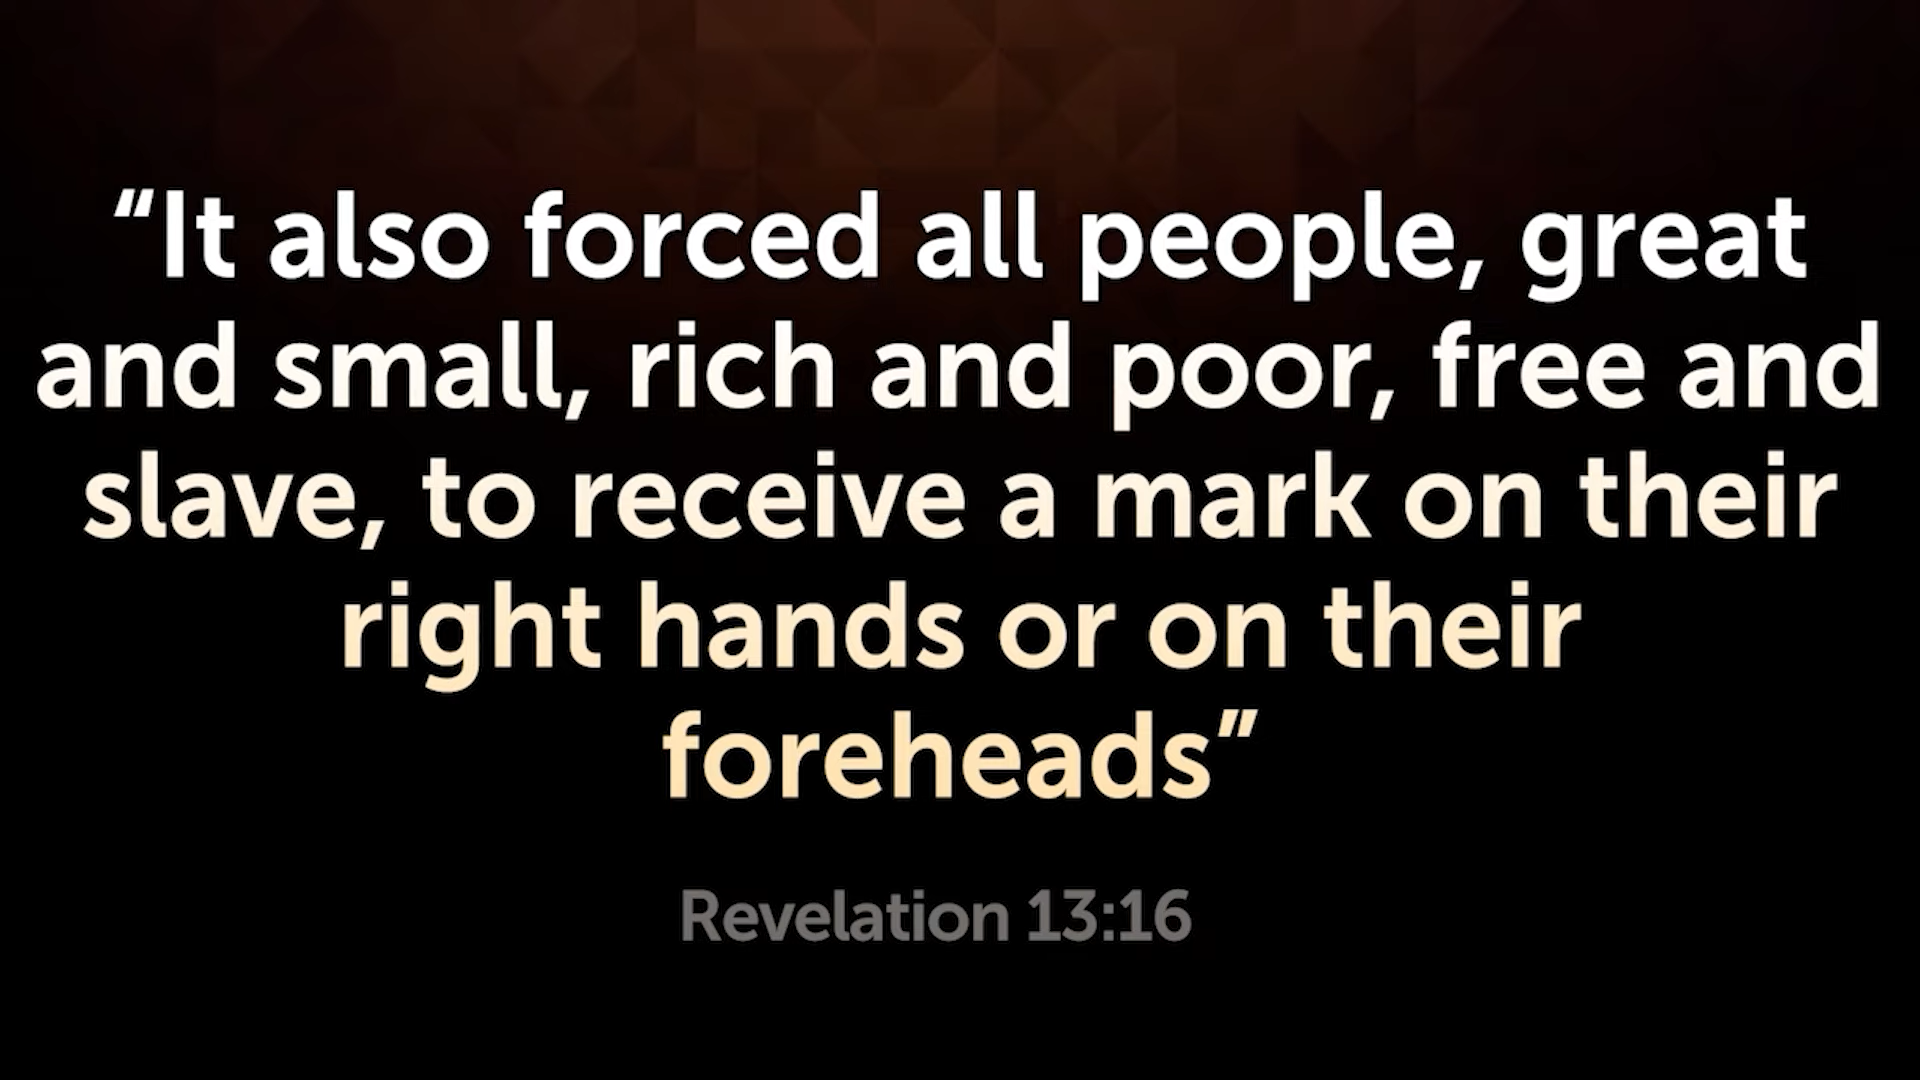 “It also forced all people, great
and small, rich and poor, free and
slave, to receive a mark on their
right hands or on their
foreheads”
Revelation 13:16